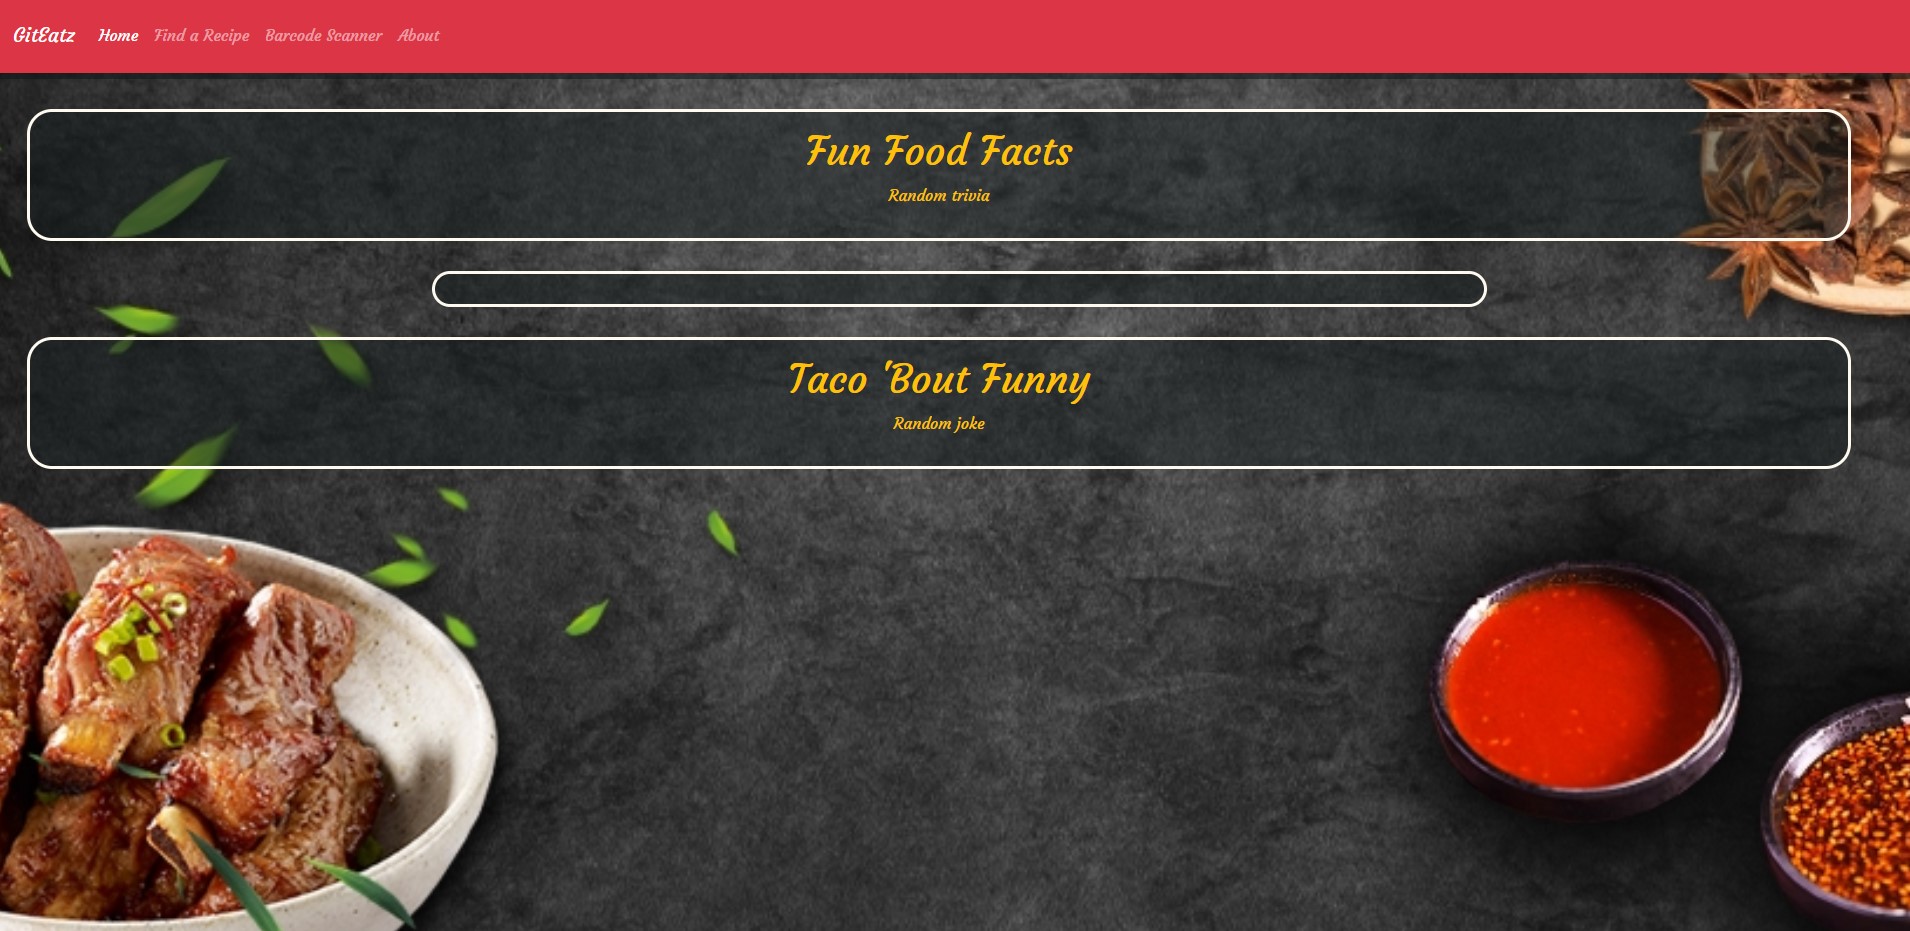 GitEatz Home Find a Recipe Barcode Scanner About
Fun Food Facts
Random trivia
Taco 'Bout Funny
Random joke